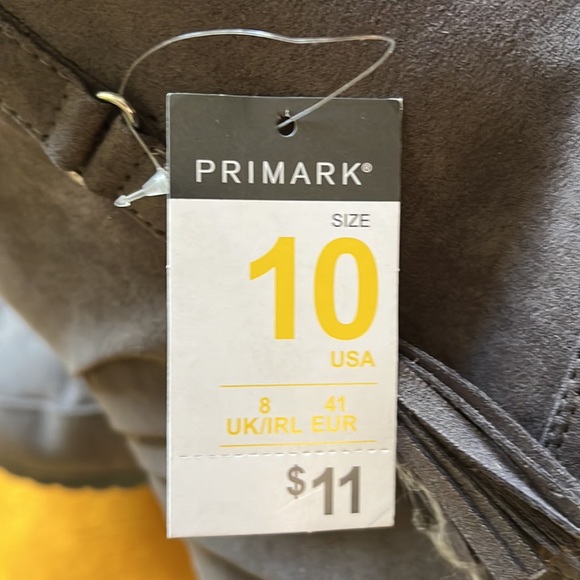 PRIMARK®
SIZE
10
USA
8 41
UK/IRL EUR
$11